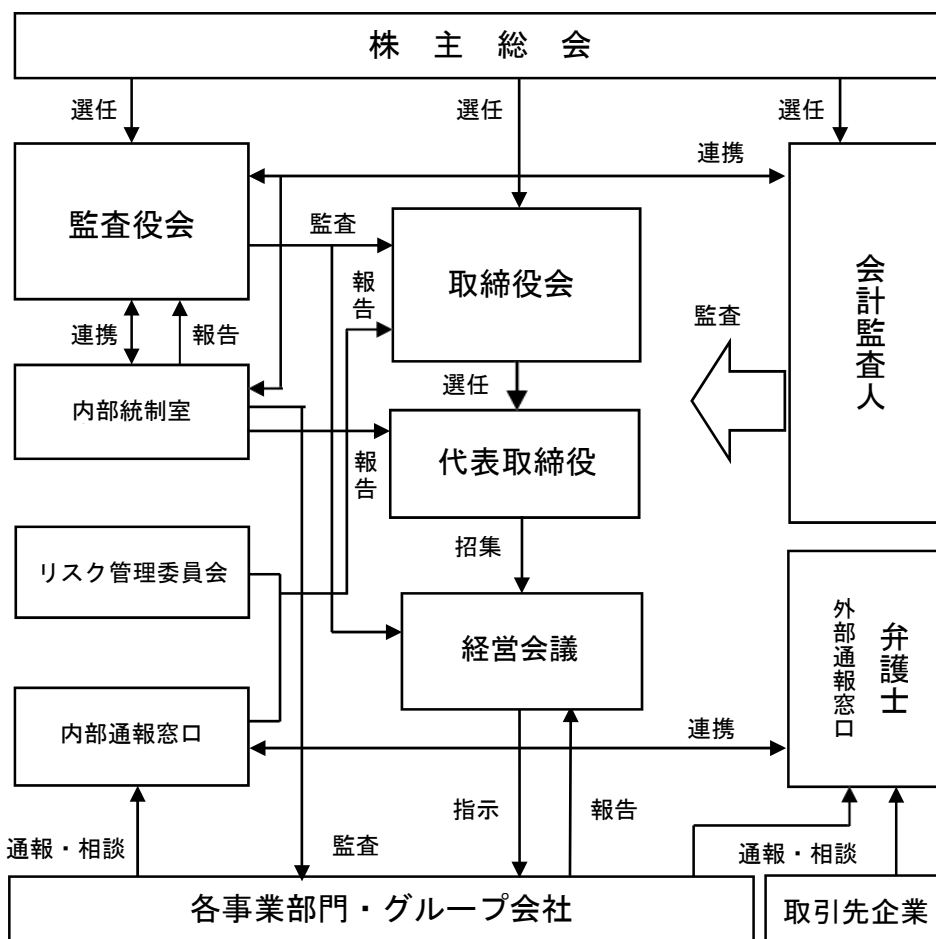 株主総会
選任
選任
選任
連携
監査役会
監査
取締役会
会計監査人
報告
監査
連携
報告
選任
内部統制室
代表取締役
報告
招集
リスク管理委員会
経営会議
弁護士
外部通報窓口
内部通報窓口
連携
指示
報告
通報・相談
監査
通報・相談
各事業部門・グループ会社
取引先企業